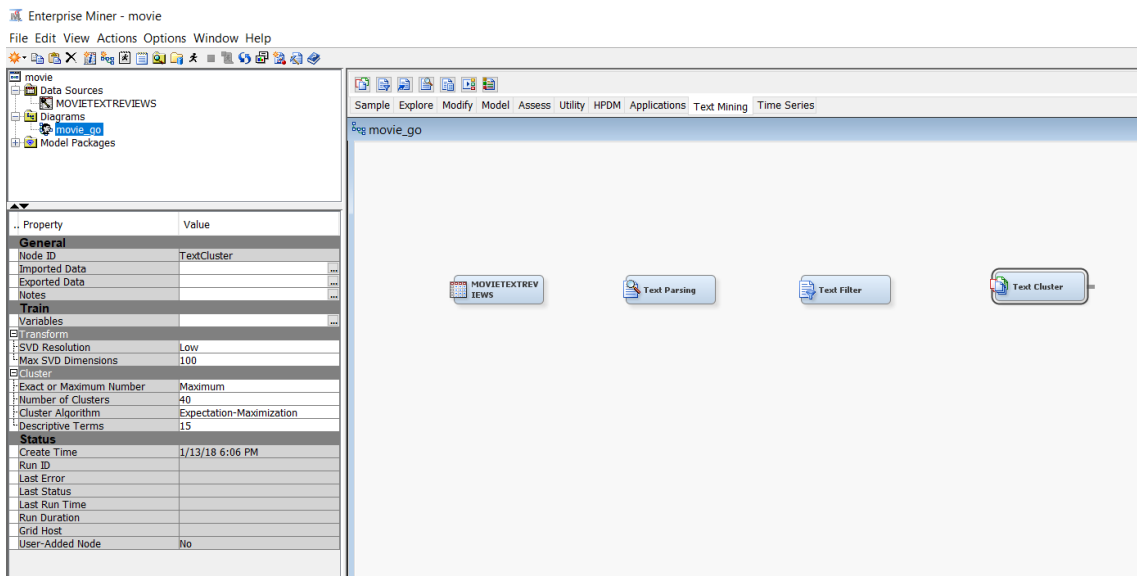 Enterprise Miner - movie
File Edit View Actions Options Window Help
movie
Data Sources
MOVIETEXTREVIEWS
Diagrams
movie_go
Model Packages
.. Property Value
General
Node ID TextCluster
Imported Data ...
Exported Data ...
Notes ...
Train
Variables ...
Transform
SVD Resolution Low
Max SVD Dimensions 100
Cluster
Exact or Maximum Number Maximum
Number of Clusters 40
Cluster Algorithm Expectation-Maximization
Descriptive Terms 15
Status
Create Time 1/13/18 6:06 PM
Run ID
Last Error
Last Status
Last Run Time
Run Duration
Grid Host
User-Added Node No
Sample Explore Modify Model Assess Utility HPDM Applications Text Mining Time Series
movie_go
MOVIETEXTREV
IEWS
Text Parsing
Text Filter
Text Cluster